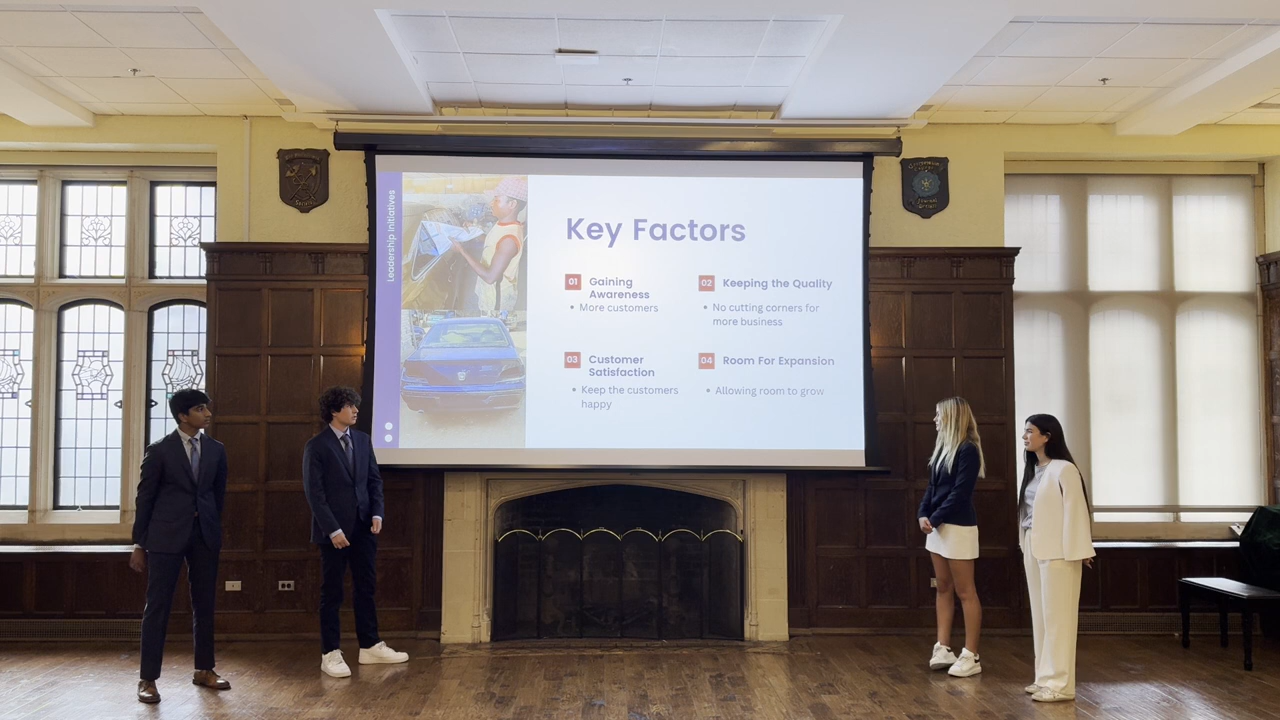 Leadership Initiatives
Key Factors
01
Gaining
Awareness
• More customers
02
Keeping the Quality
• No cutting corners for
more business
03
Customer
Satisfaction
• Keep the customers
happy
04
Room For Expansion
• Allowing room to grow